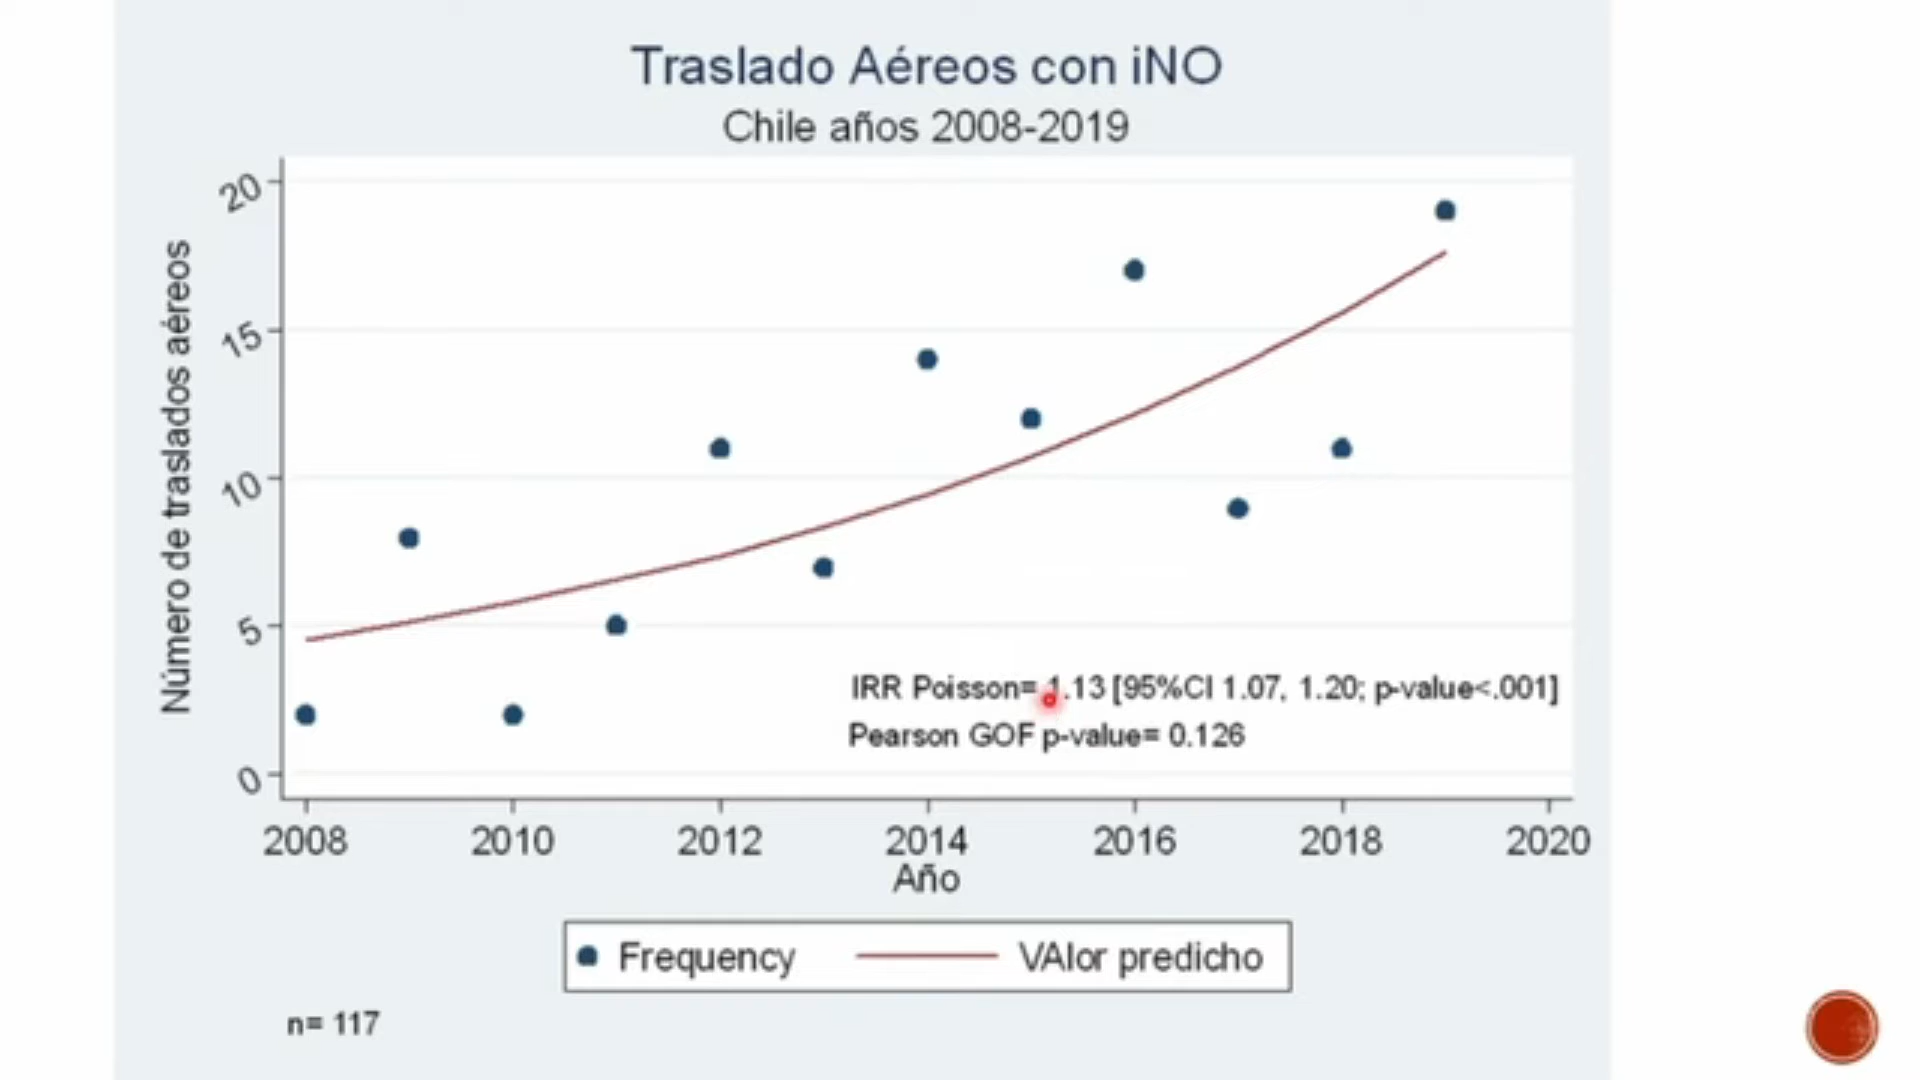 Traslado Aéreos con iNO
Chile años 2008-2019
Número de traslados aéreos
20
15
10
5
0
IRR Poisson= 1.13 [95%CI 1.07, 1.20; p-value<.001]
Pearson GOF p-value= 0.126
2008 2010 2012 2014 2016 2018 2020
Año
Frequency VAlor predicho
n= 117